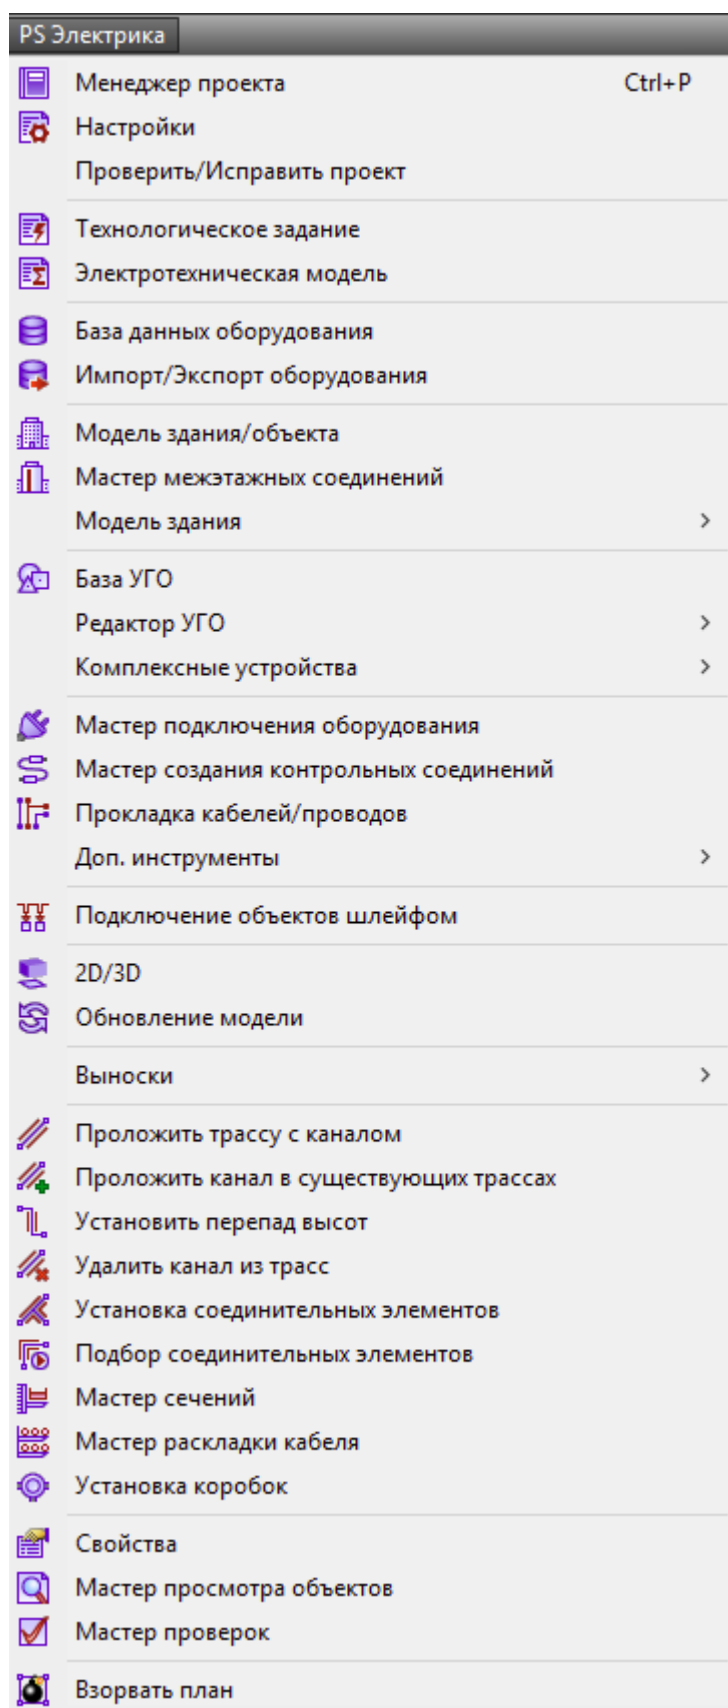 PS Электрика
Менеджер проекта Ctrl+P
Настройки
Проверить/Исправить проект
Технологическое задание
Электротехническая модель
База данных оборудования
Импорт/Экспорт оборудования
Модель здания/объекта
Мастер межэтажных соединений
Модель здания
База УГО
Редактор УГО
Комплексные устройства
Мастер подключения оборудования
Мастер создания контрольных соединений
Прокладка кабелей/проводов
Доп. инструменты
Подключение объектов шлейфом
2D/3D
Обновление модели
Выноски
Проложить трассу с каналом
Проложить канал в существующих трассах
Установить перепад высот
Удалить канал из трасс
Установка соединительных элементов
Подбор соединительных элементов
Мастер сечений
Мастер раскладки кабеля
Установка коробок
Свойства
Мастер просмотра объектов
Мастер проверок
Взорвать план